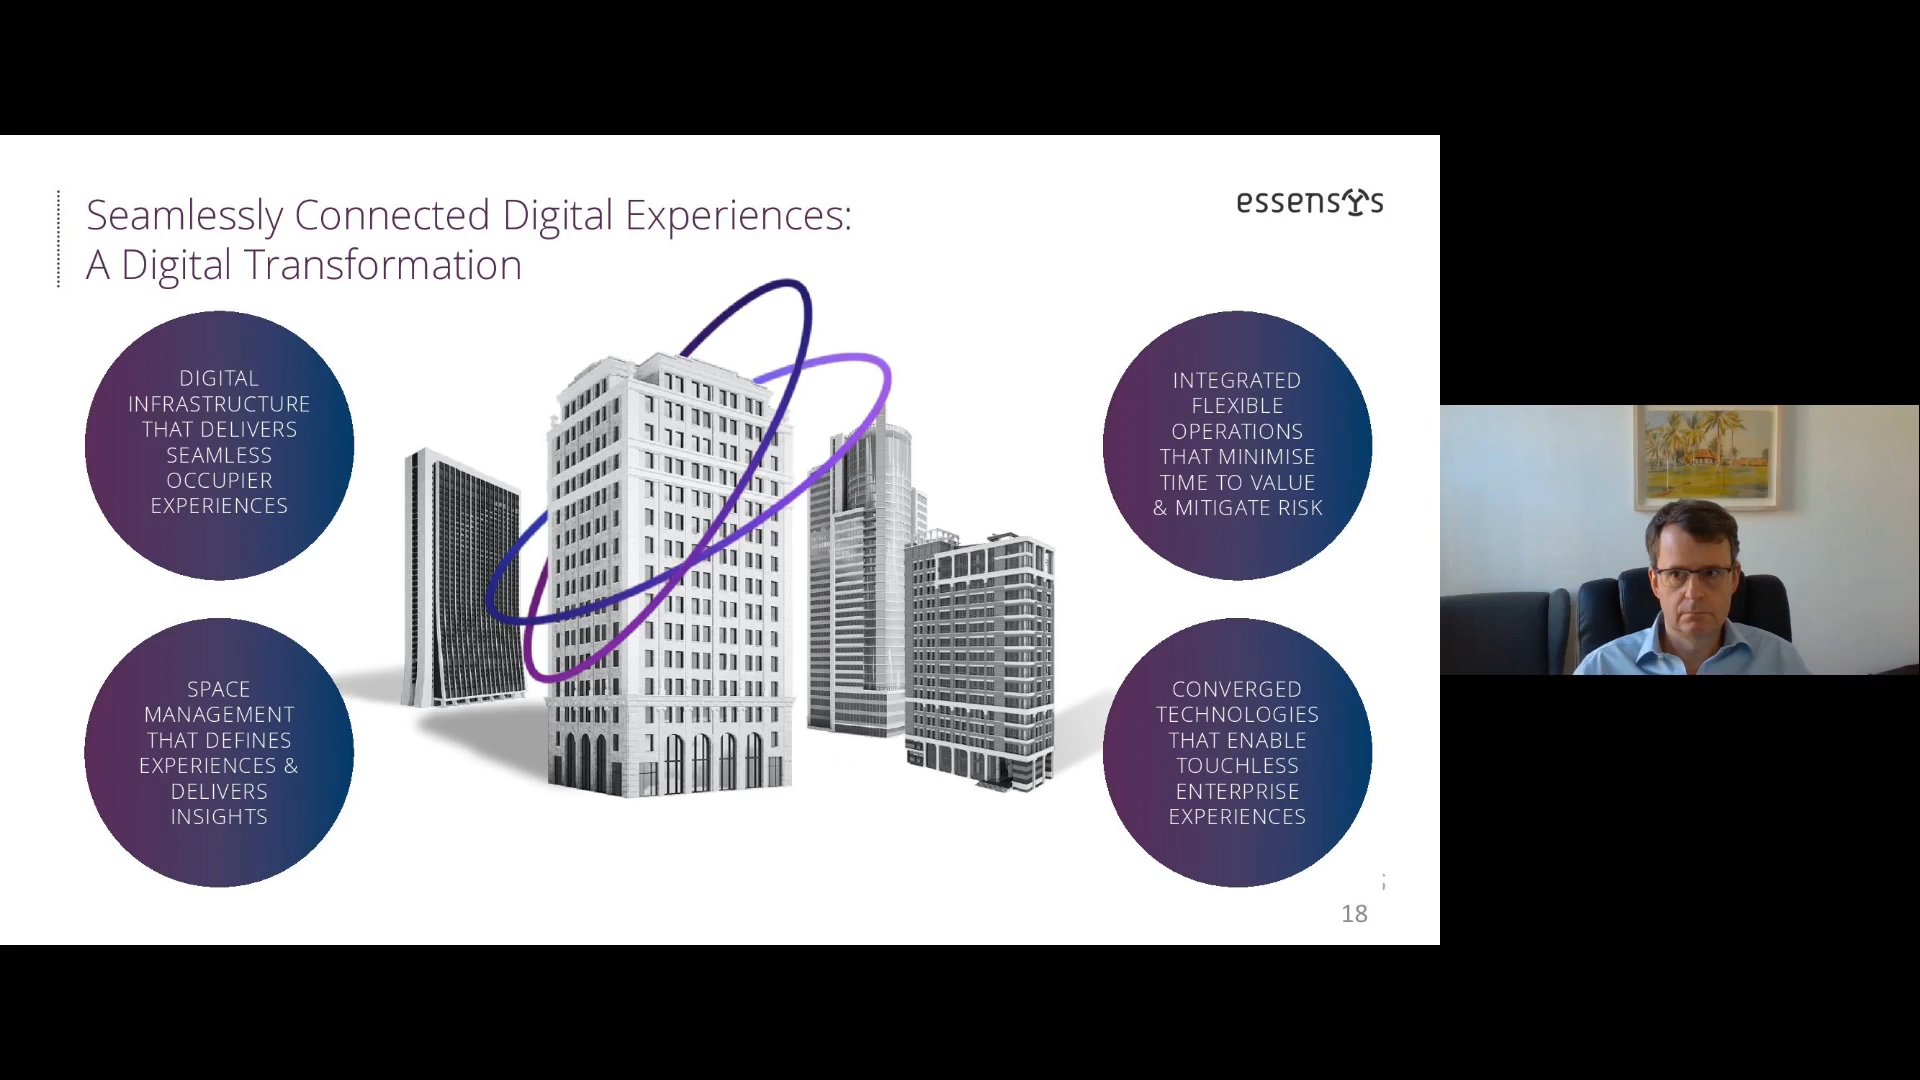 Seamlessly Connected Digital Experiences:
A Digital Transformation
essensys
DIGITAL
INFRASTRUCTURE
THAT DELIVERS
SEAMLESS
OCCUPIER
EXPERIENCES
INTEGRATED
FLEXIBLE
OPERATIONS
THAT MINIMISE
TIME TO VALUE
& MITIGATE RISK
SPACE
MANAGEMENT
THAT DEFINES
EXPERIENCES &
DELIVERS
INSIGHTS
CONVERGED
TECHNOLOGIES
THAT ENABLE
TOUCHLESS
ENTERPRISE
EXPERIENCES
18